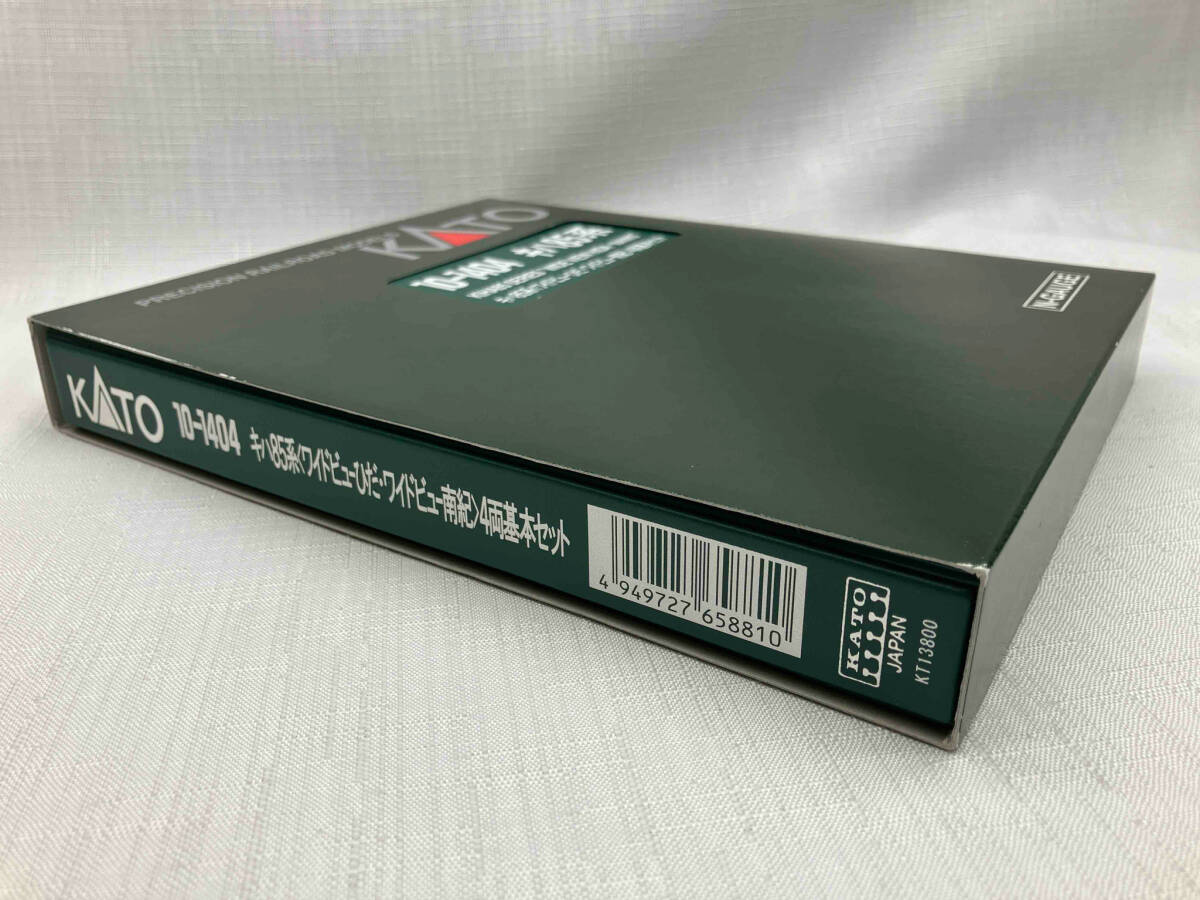 KATO
PRECISION RAILROAD MODELS
10-1404 キハ85系
N-GAUGE
KATO 10-1404 キハ85系〈ワイドビューひだ・ワイドビュー南紀〉4両基本セット
4 949727 658810
KATO
JAPAN
KT13800